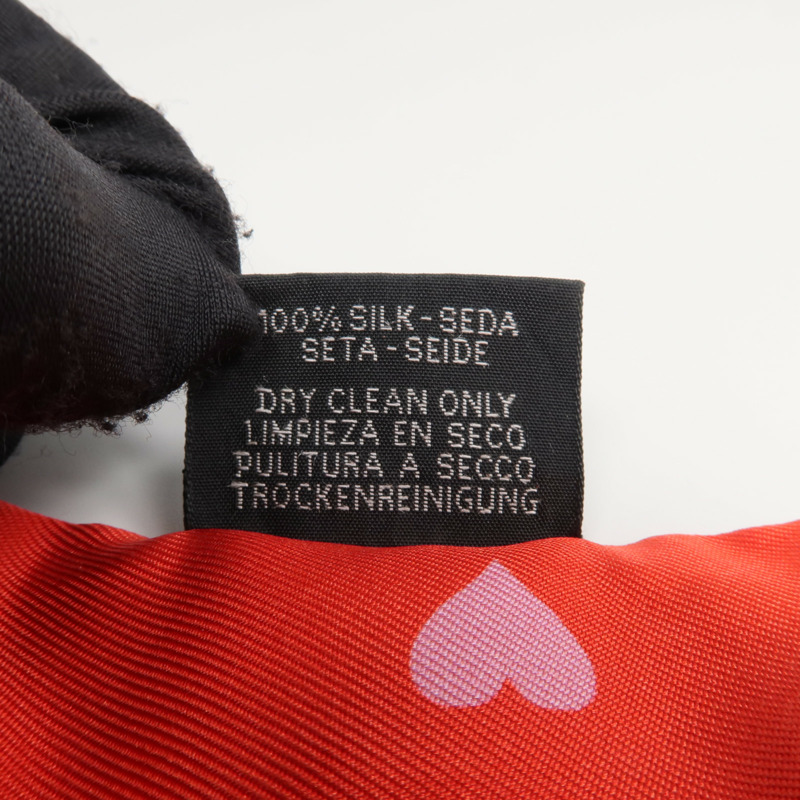 100% SILK-SEDA
SETA-SEIDE
DRY CLEAN ONLY
LIMPIEZA EN SECO
PULITURA A SECCO
TROCKENREINIGUNG